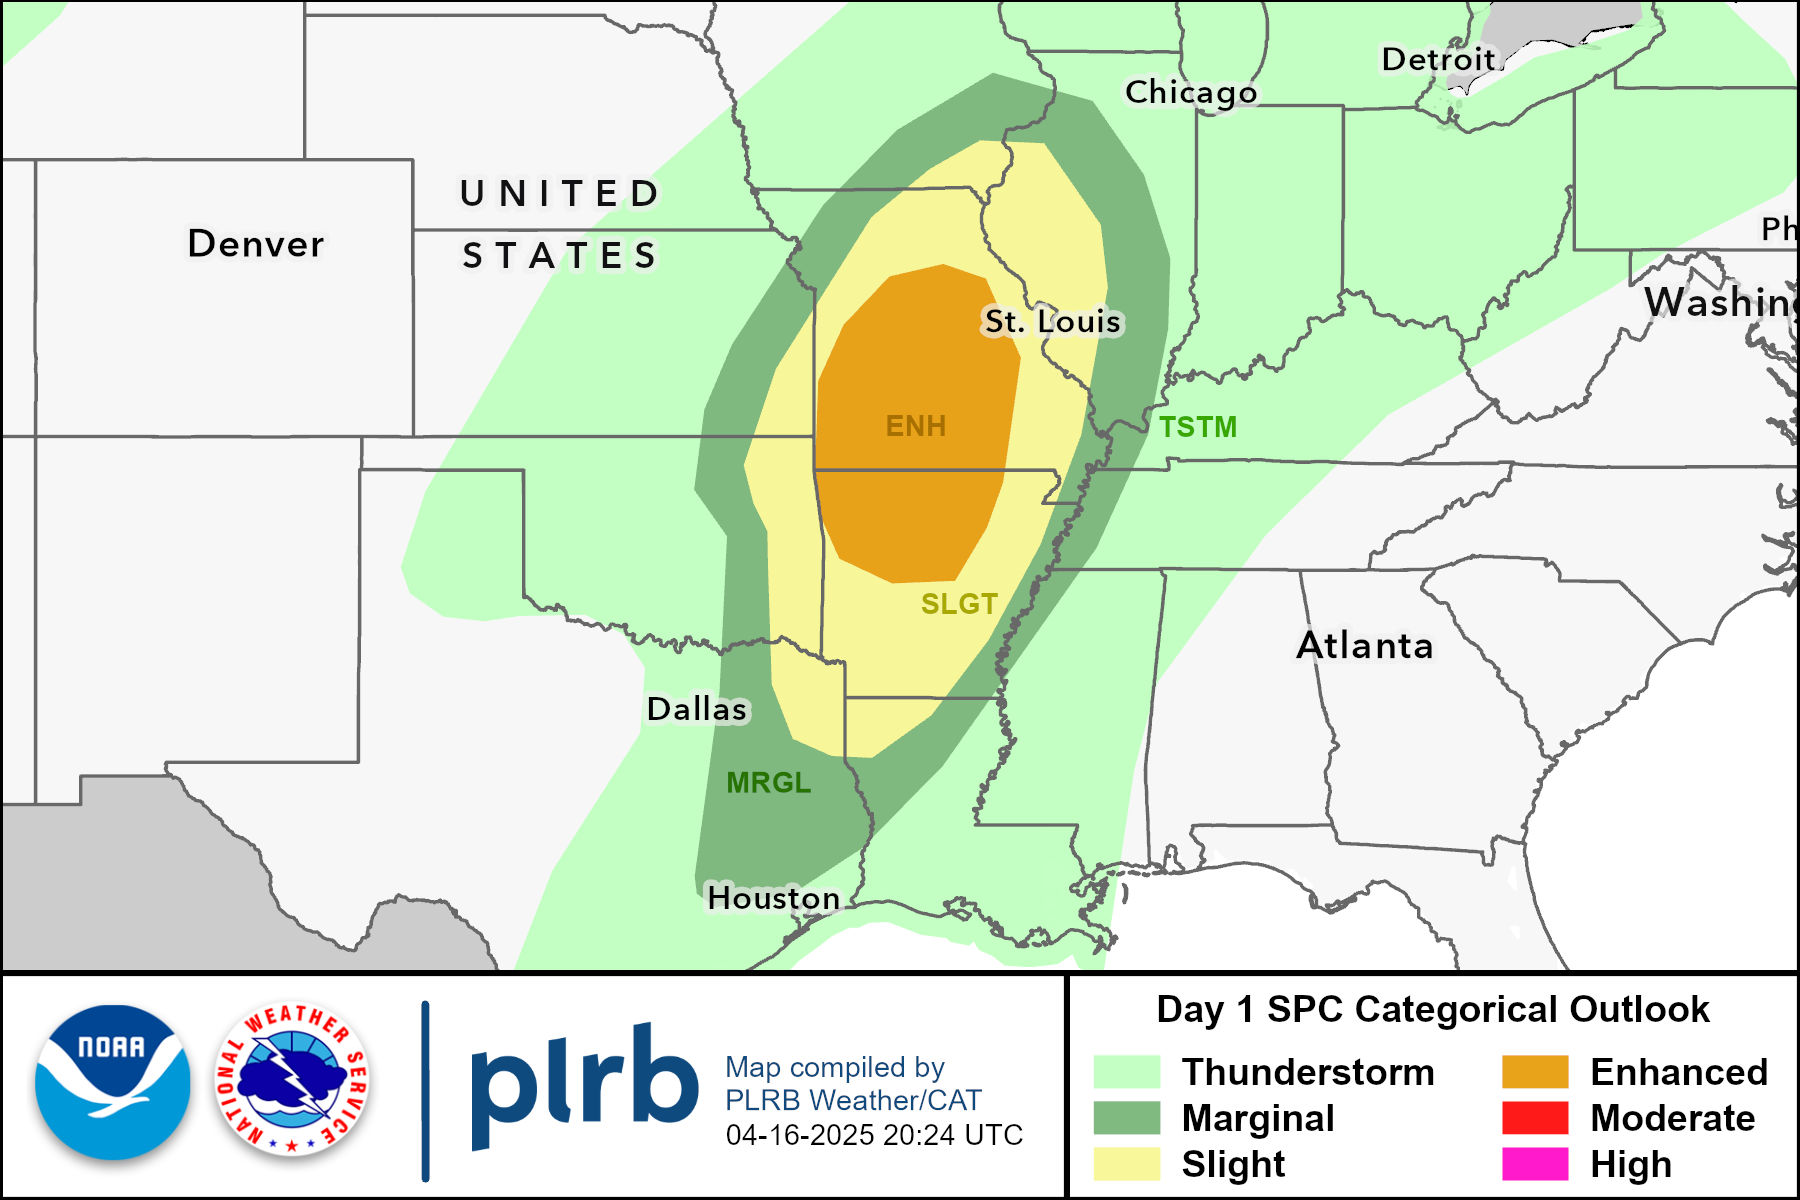 Detroit
Chicago
UNITED
STATES
Denver
Ph
Washing
St. Louis
ENH
TSTM
SLGT
Atlanta
Dallas
MRGL
Houston
NOAA
NATIONAL WEATHER SERVICE
plrb
Map compiled by
PLRB Weather/CAT
04-16-2025 20:24 UTC
Day 1 SPC Categorical Outlook
Thunderstorm
Enhanced
Marginal
Moderate
Slight
High